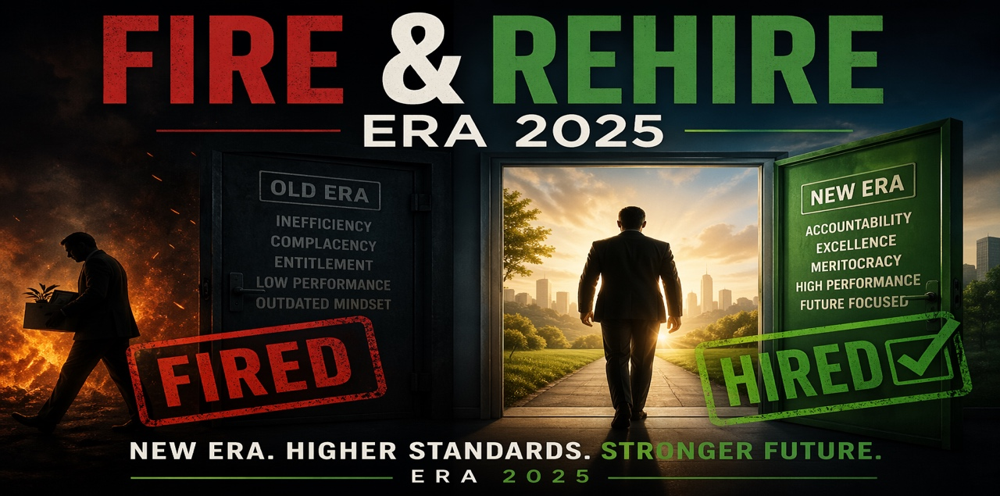 FIRE & REHIRE
ERA 2025
OLD ERA
INEFFICIENCY
COMPLACENCY
ENTITLEMENT
LOW PERFORMANCE
OUTDATED MINDSET
FIRED
NEW ERA
ACCOUNTABILITY
EXCELLENCE
MERITOCRACY
HIGH PERFORMANCE
FUTURE FOCUSED
HIRED
NEW ERA. HIGHER STANDARDS. STRONGER FUTURE.
ERA 2025